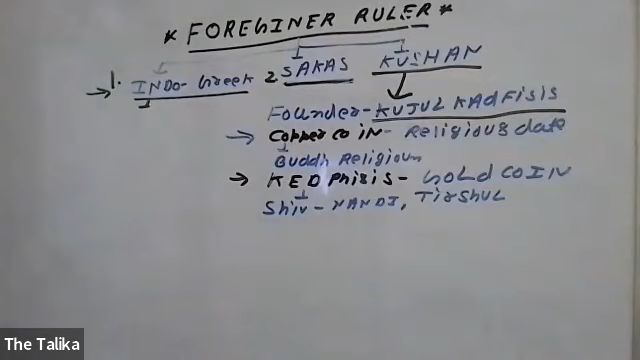 * FOREGINER RULER *
→ 1. INDO-Greek 2 SAKAS KUSHAN
Founder - KUJUL KADFISIS
→ Copper coin - Religious date
Buddh Religious
→ KEDPhisis - GOLD COIN
Shiv - NANDI, TirShUL
The Talika